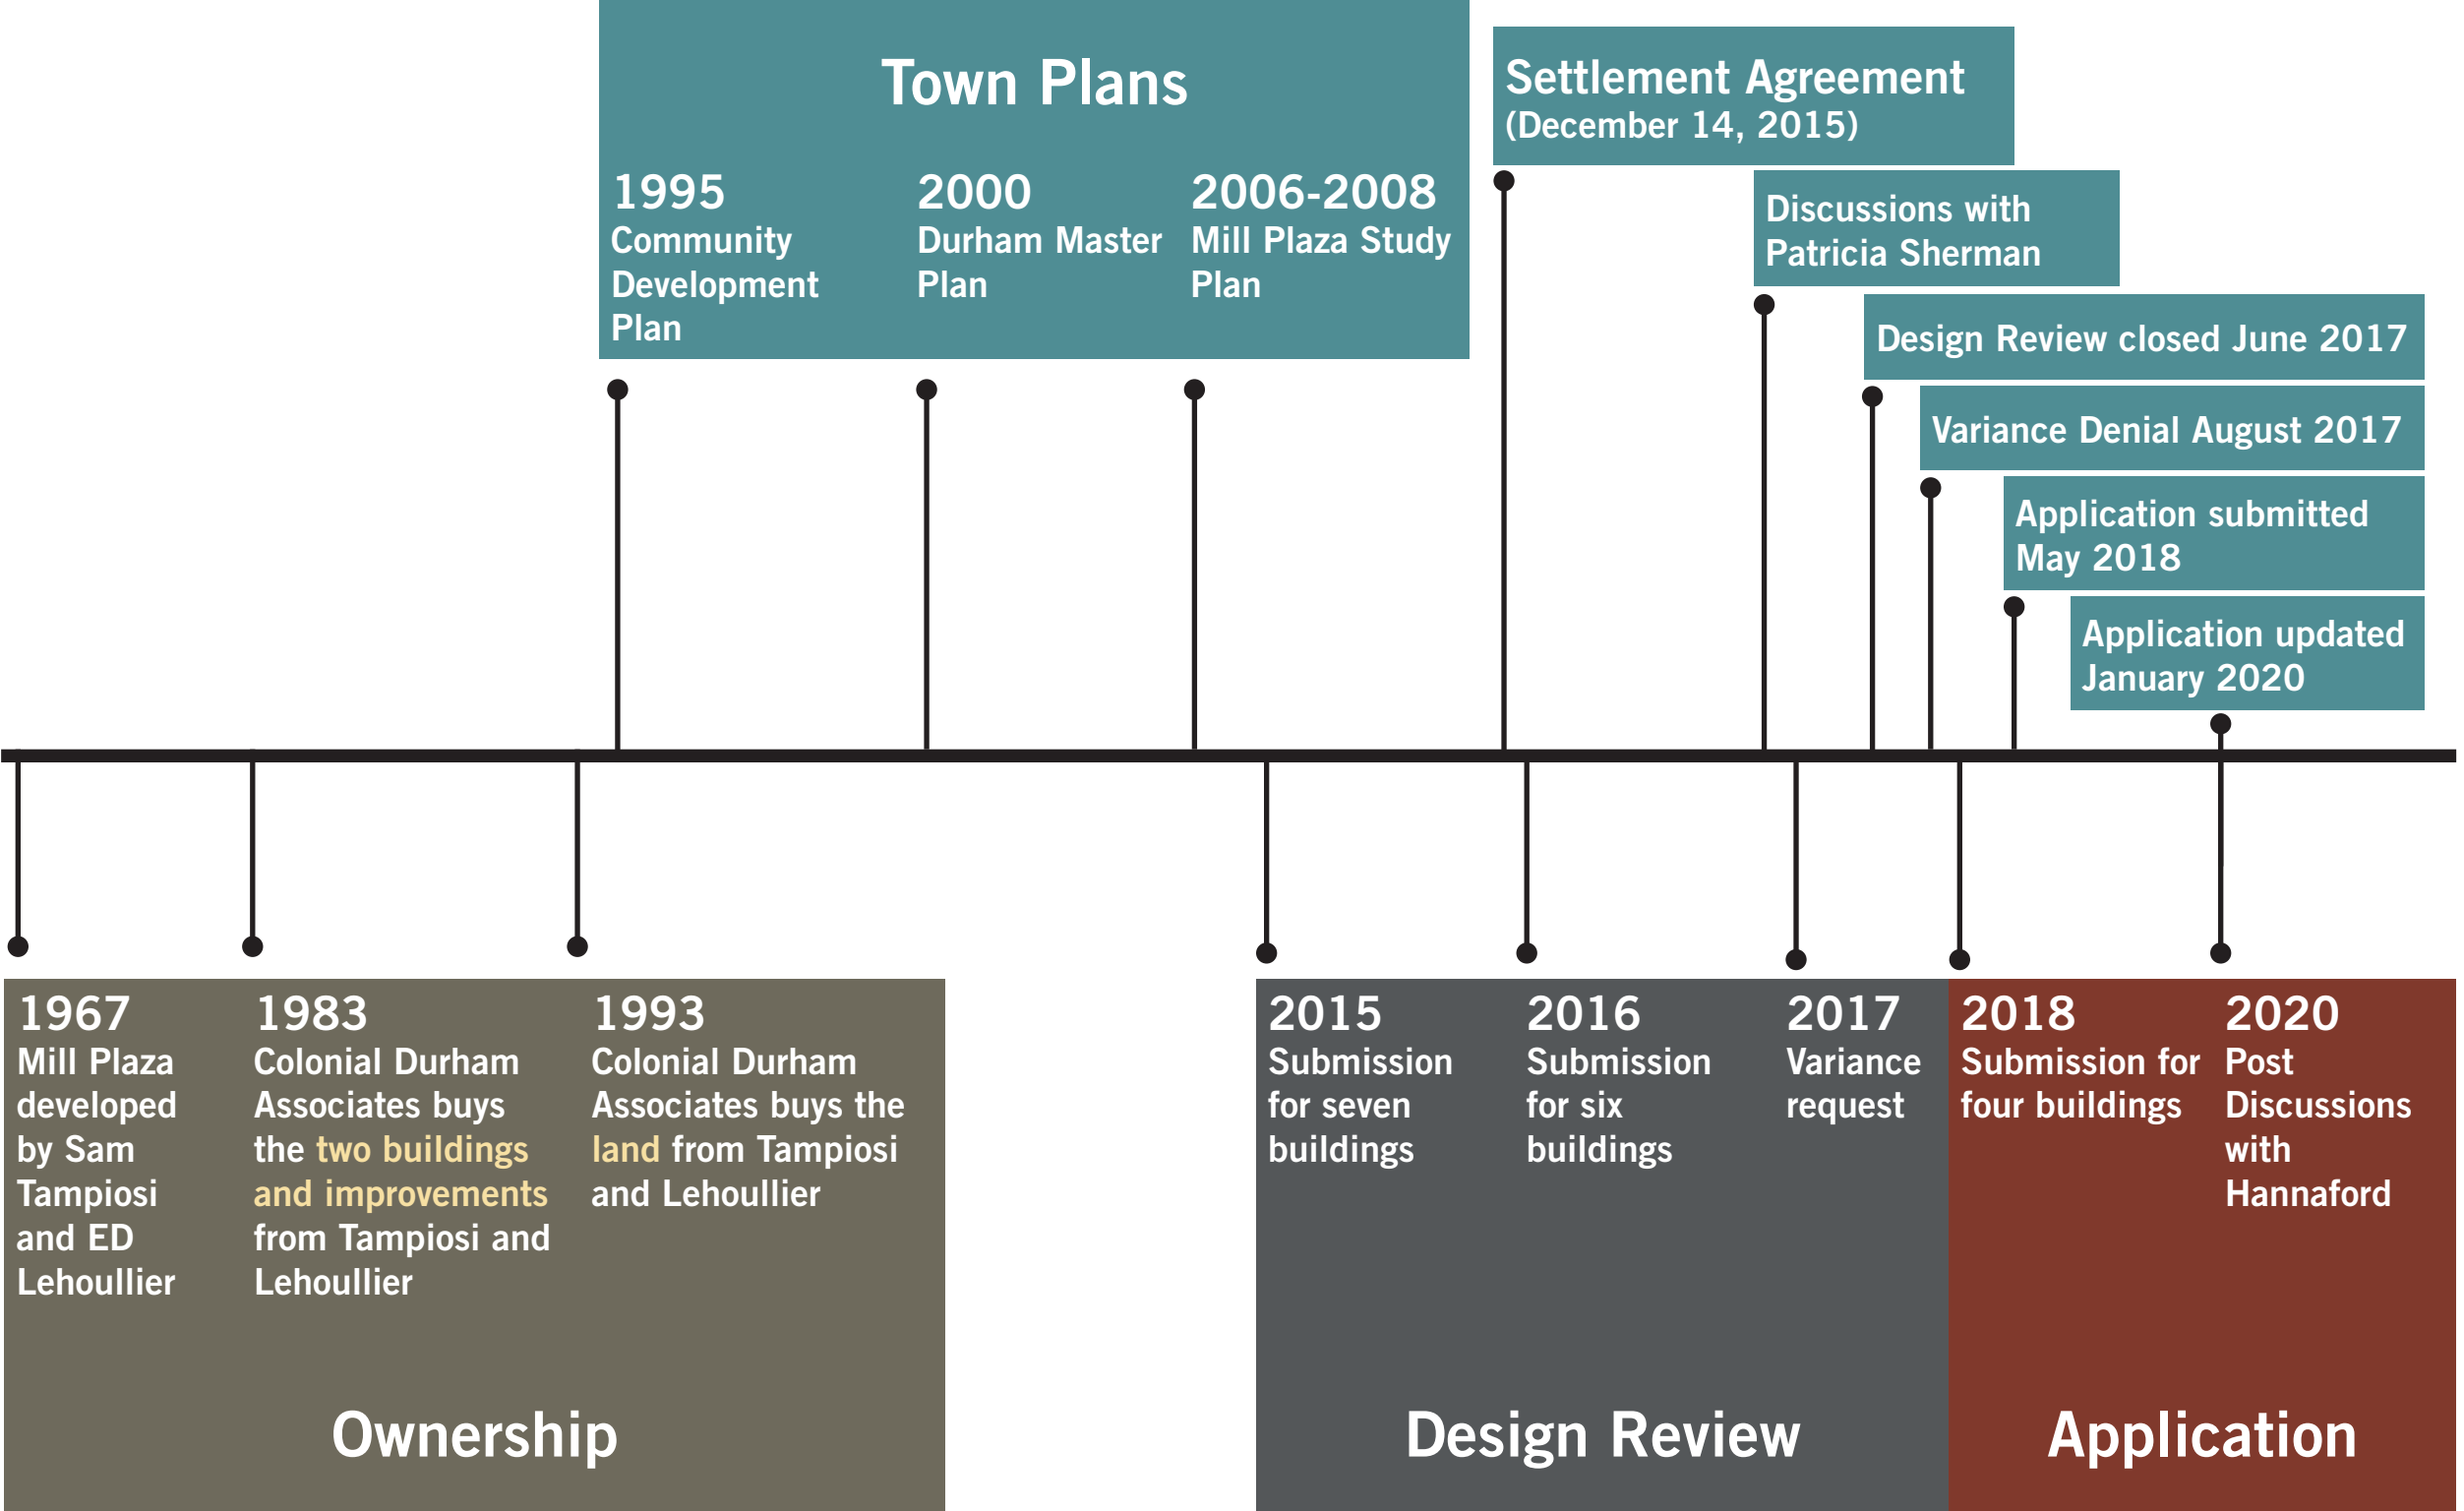 Town Plans
1995
Community
Development
Plan
2000
Durham Master
Plan
2006-2008
Mill Plaza Study
Plan
Settlement Agreement
(December 14, 2015)
Discussions with
Patricia Sherman
Design Review closed June 2017
Variance Denial August 2017
Application submitted
May 2018
Application updated
January 2020
1967
Mill Plaza
developed
by Sam
Tampiosi
and ED
Lehoullier
1983
Colonial Durham
Associates buys
the two buildings
and improvements
from Tampiosi and
Lehoullier
1993
Colonial Durham
Associates buys the
land from Tampiosi
and Lehoullier
Ownership
2015
Submission
for seven
buildings
2016
Submission
for six
buildings
2017
Variance
request
Design Review
2018
Submission for
four buildings
2020
Post
Discussions
with
Hannaford
Application